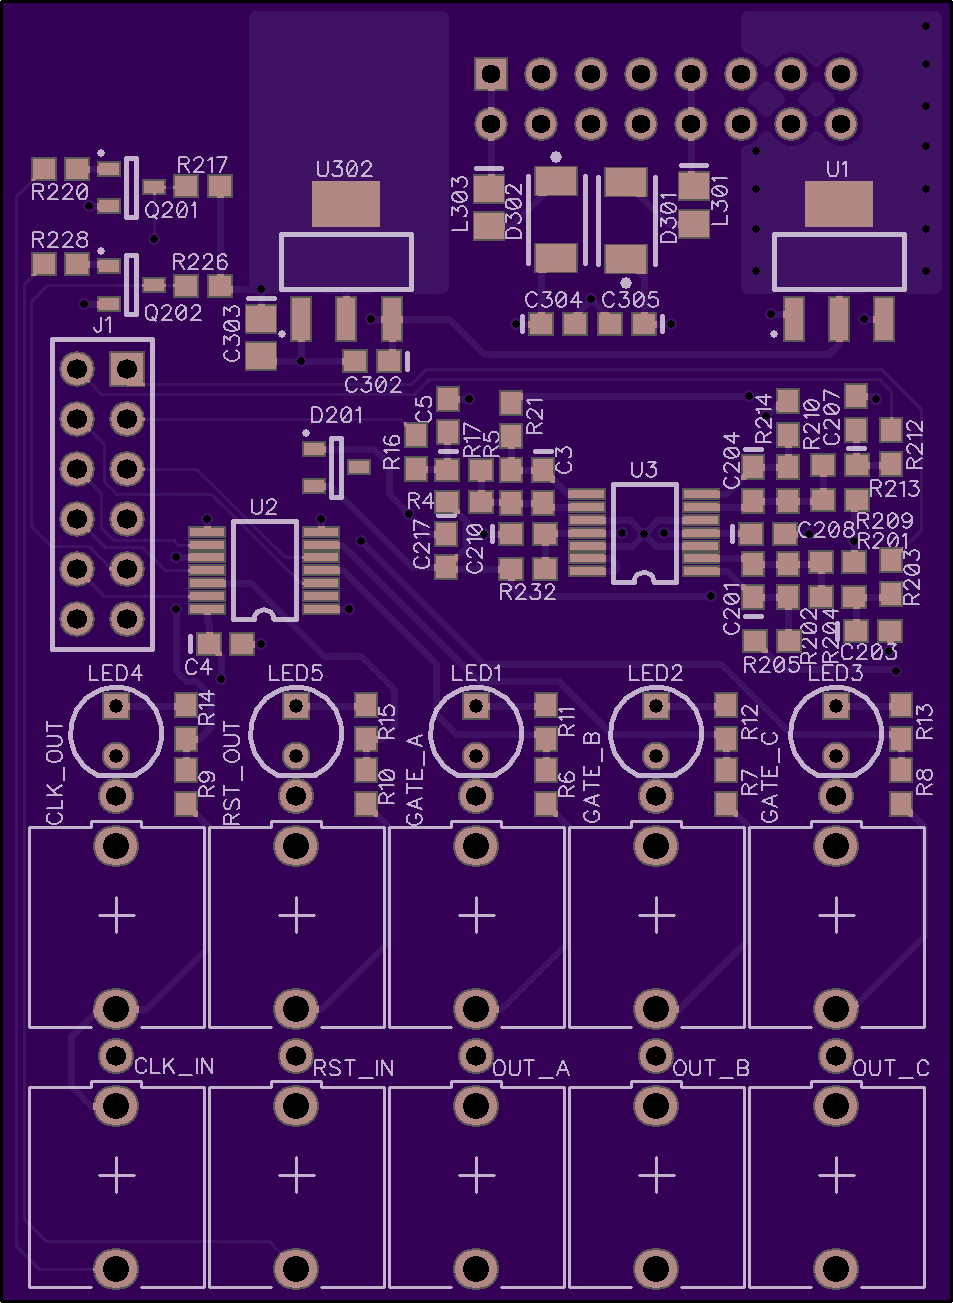 R217
U302
U1
R220
Q201
L303
D302
D301
L301
R228
R226
Q202
C304
C305
J1
C303
C302
D201
C5
R21
R16
R17
R5
C3
R214
R210
C207
R212
C204
U3
R213
R4
U2
C217
C210
C208
R209
R201
R232
C201
R203
R202
R204
C203
R205
C4
LED4
LED5
LED1
LED2
LED3
R14
R15
R11
R12
R13
CLK_OUT
RST_OUT
GATE_A
GATE_B
GATE_C
R9
R10
R6
R7
R8
CLK_IN
RST_IN
OUT_A
OUT_B
OUT_C